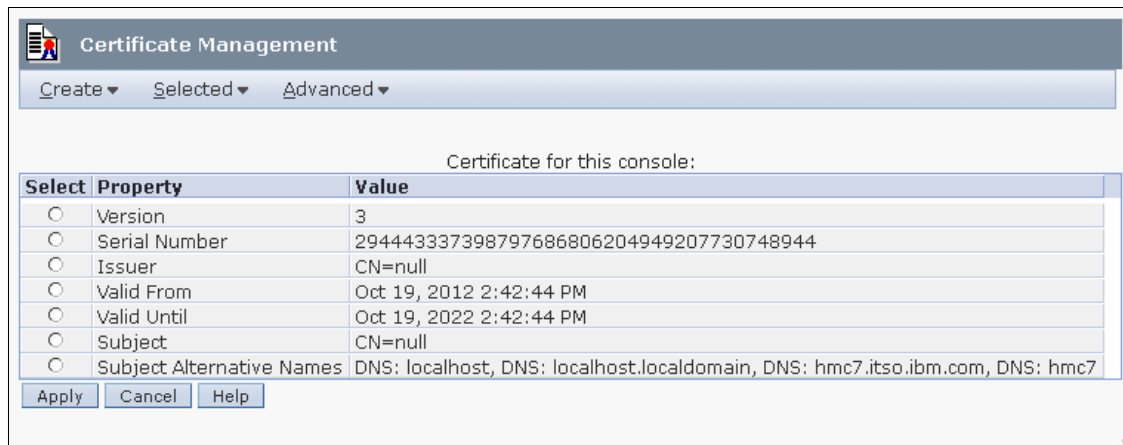 Certificate Management
Create Selected Advanced
Certificate for this console:
Select Property Value
Version 3
Serial Number 294443337398797686806204949207730748944
Issuer CN=null
Valid From Oct 19, 2012 2:42:44 PM
Valid Until Oct 19, 2022 2:42:44 PM
Subject CN=null
Subject Alternative Names DNS: localhost, DNS: localhost.localdomain, DNS: hmc7.itso.ibm.com, DNS: hmc7
Apply Cancel Help